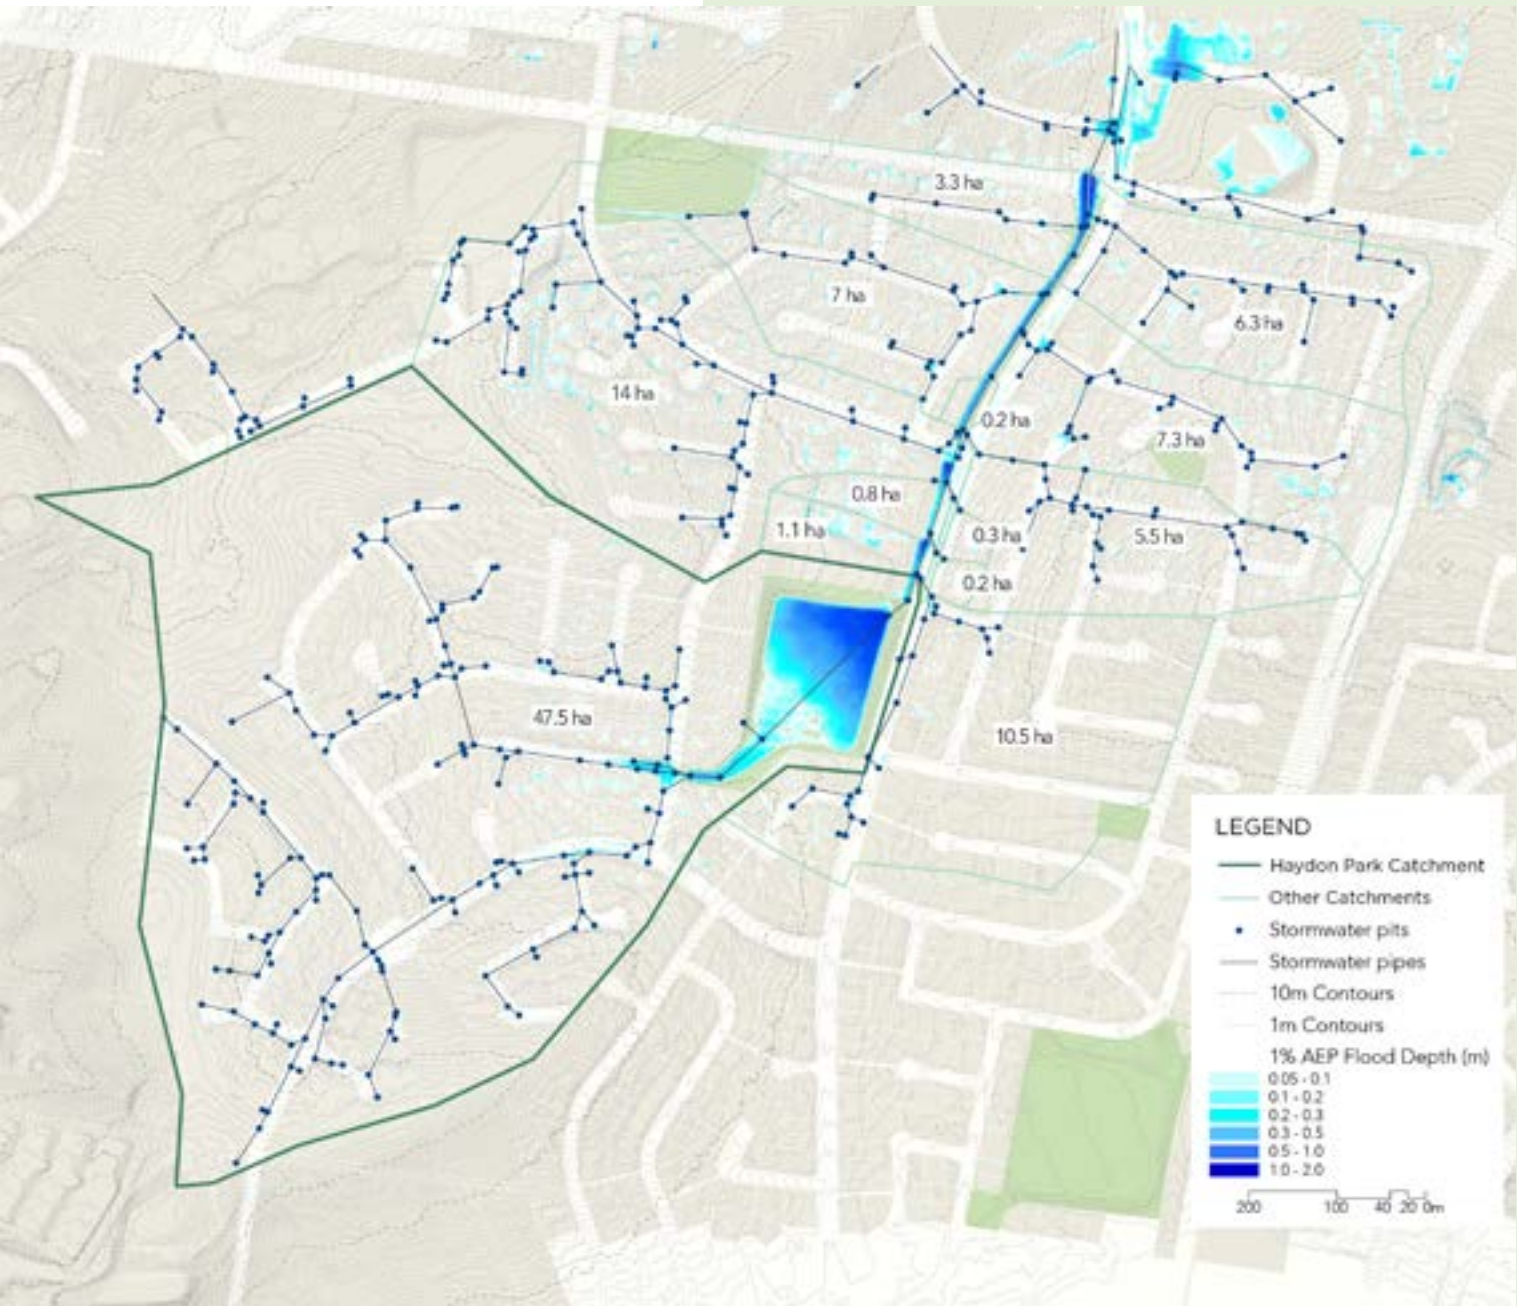 3.3 ha
7 ha
6.3 ha
14 ha
0.2 ha
7.3 ha
0.8 ha
1.1 ha
0.3 ha
5.5 ha
0.2 ha
47.5 ha
10.5 ha
LEGEND
Haydon Park Catchment
Other Catchments
Stormwater pits
Stormwater pipes
10m Contours
1m Contours
1% AEP Flood Depth (m)
0.05 - 0.1
0.1 - 0.2
0.2 - 0.3
0.3 - 0.5
0.5 - 1.0
1.0 - 2.0
200 100 40 20 0m